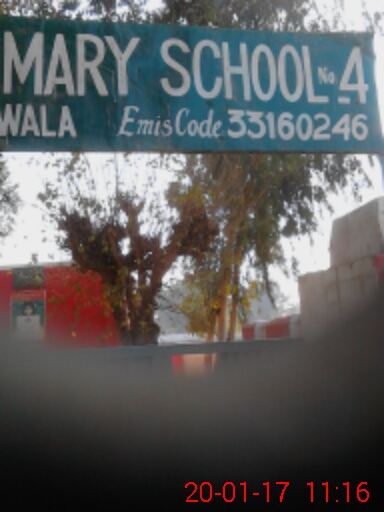 MARY SCHOOL No 4
WALA Emis Code 33160246
20-01-17 11:16